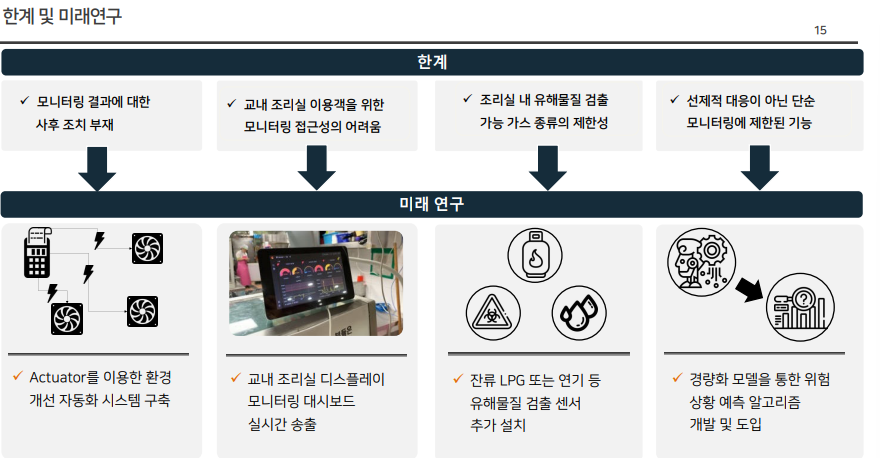 한계 및 미래연구
15
한계
✓ 모니터링 결과에 대한
사후 조치 부재
✓ 교내 조리실 이용객을 위한
모니터링 접근성의 어려움
✓ 조리실 내 유해물질 검출
가능 가스 종류의 제한성
✓ 선제적 대응이 아닌 단순
모니터링에 제한된 기능
미래 연구
✓ Actuator를 이용한 환경
개선 자동화 시스템 구축
✓ 교내 조리실 디스플레이
모니터링 대시보드
실시간 송출
✓ 잔류 LPG 또는 연기 등
유해물질 검출 센서
추가 설치
✓ 경량화 모델을 통한 위험
상황 예측 알고리즘
개발 및 도입